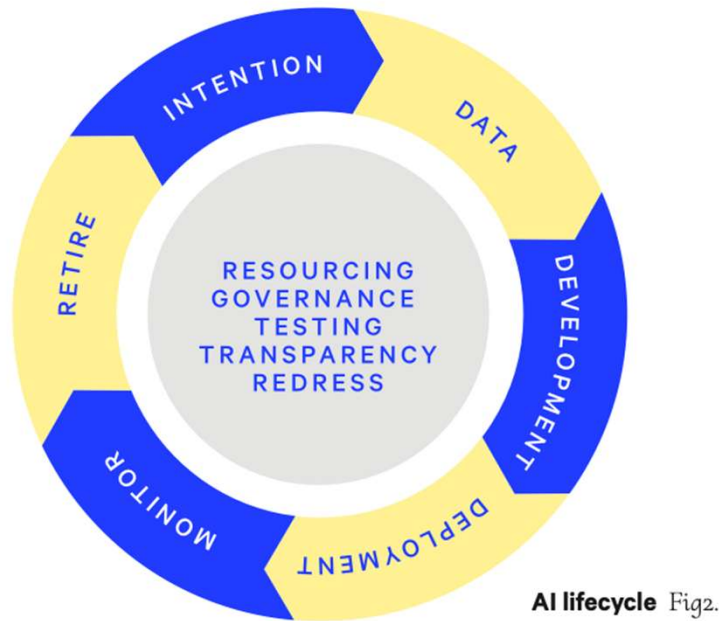 INTENTION
DATA
DEVELOPMENT
DEPLOYMENT
MONITOR
RETIRE
RESOURCING
GOVERNANCE
TESTING
TRANSPARENCY
REDRESS
AI lifecycle Fig2.